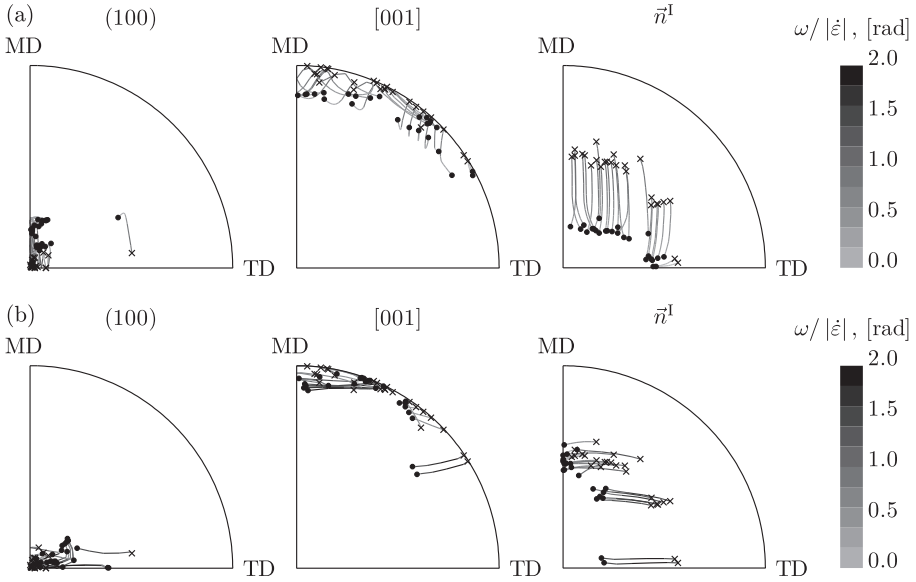 (a) (100) [001] n⃗ᴵ
ω/ |ε̇| , [rad]
MD MD MD
2.0
1.5
1.0
0.5
0.0
TD TD TD
(b) (100) [001] n⃗ᴵ
ω/ |ε̇| , [rad]
MD MD MD
2.0
1.5
1.0
0.5
0.0
TD TD TD